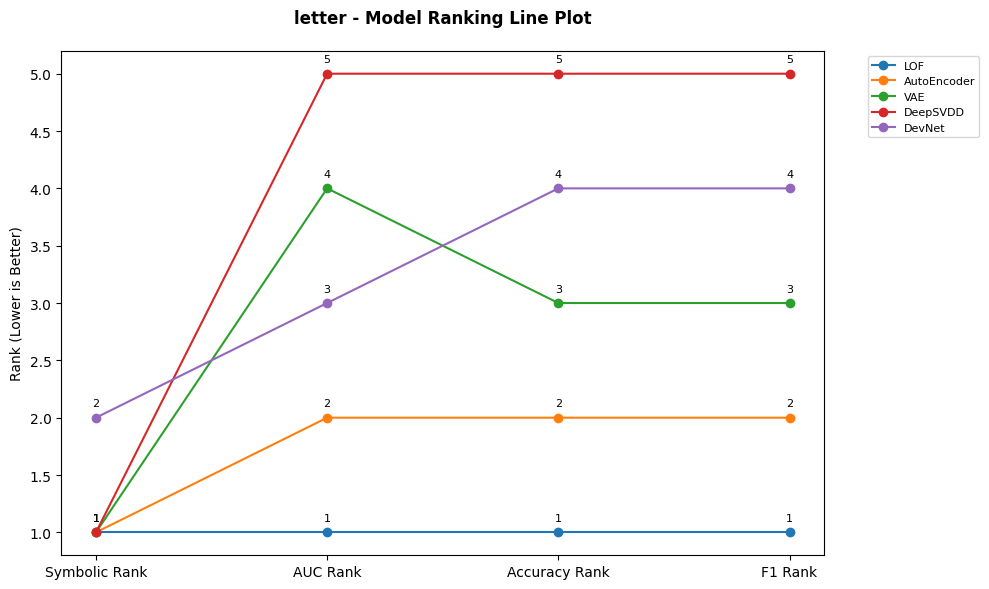 letter - Model Ranking Line Plot
Rank (Lower is Better)
5.0
4.5
4.0
3.5
3.0
2.5
2.0
1.5
1.0
5 5 5
4 4 4
3 3 3
2 2 2 2
1 1 1 1
Symbolic Rank AUC Rank Accuracy Rank F1 Rank
LOF
AutoEncoder
VAE
DeepSVDD
DevNet